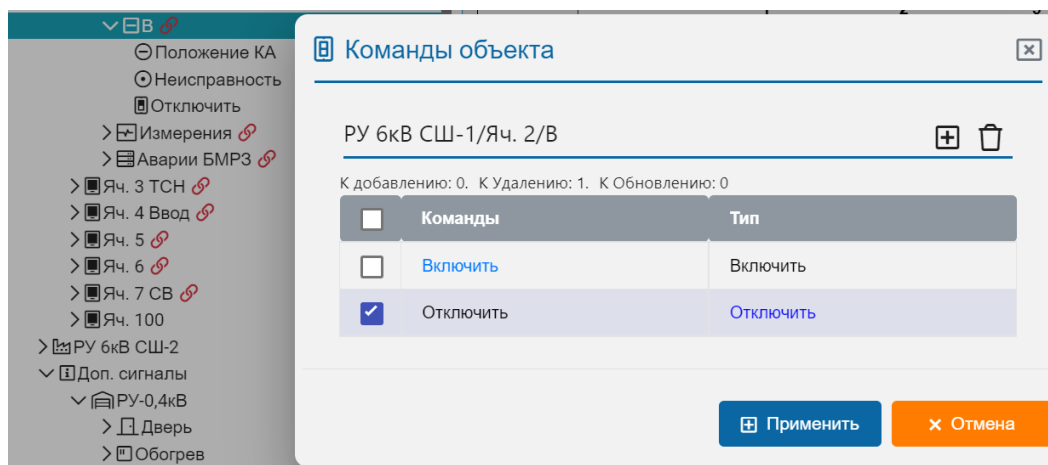 В
Положение КА
Неисправность
Отключить
Измерения
Аварии БМРЗ
Яч. 3 ТСН
Яч. 4 Ввод
Яч. 5
Яч. 6
Яч. 7 СВ
Яч. 100
РУ 6кВ СШ-2
Доп. сигналы
РУ-0,4кВ
Дверь
Обогрев
Команды объекта
РУ 6кВ СШ-1/Яч. 2/В
К добавлению: 0. К Удалению: 1. К Обновлению: 0
Команды Тип
Включить Включить
Отключить Отключить
Применить Отмена